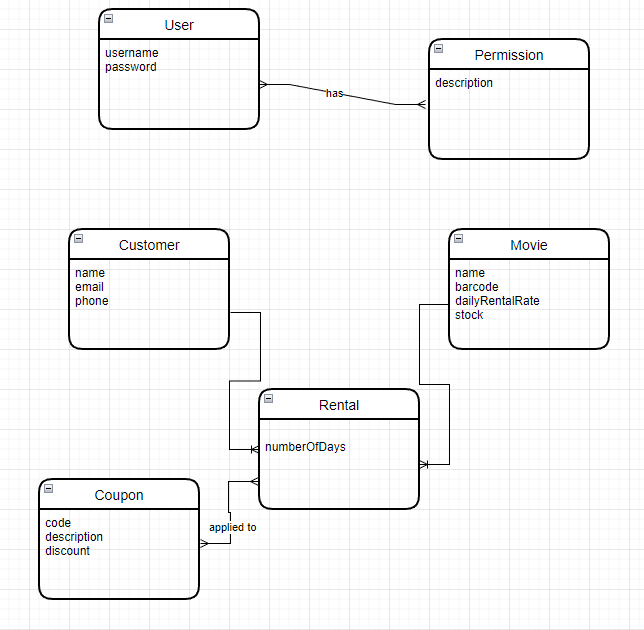 User
username
password
Permission
description
has
Customer
name
email
phone
Movie
name
barcode
dailyRentalRate
stock
Rental
numberOfDays
Coupon
code
description
discount
applied to